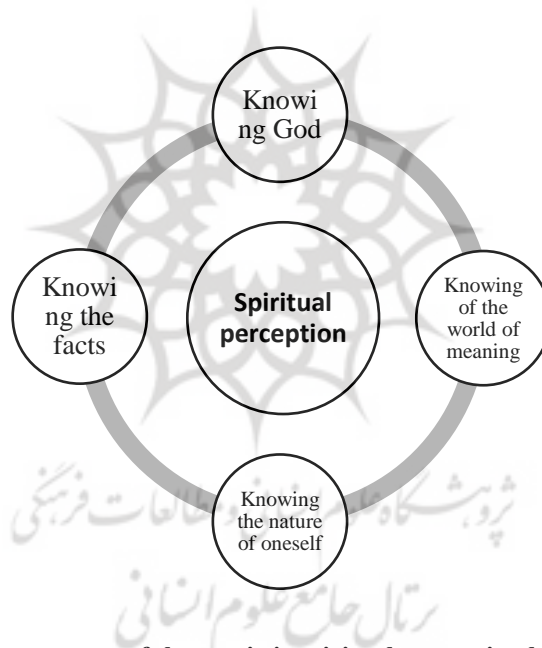 Knowi
ng God
Knowi
ng the
facts
Spiritual
perception
Knowing
of the
world of
meaning
Knowing
the nature
of oneself
پژوهشگاه علوم انسانی و مطالعات فرهنگی
پرتال جامع علوم انسانی